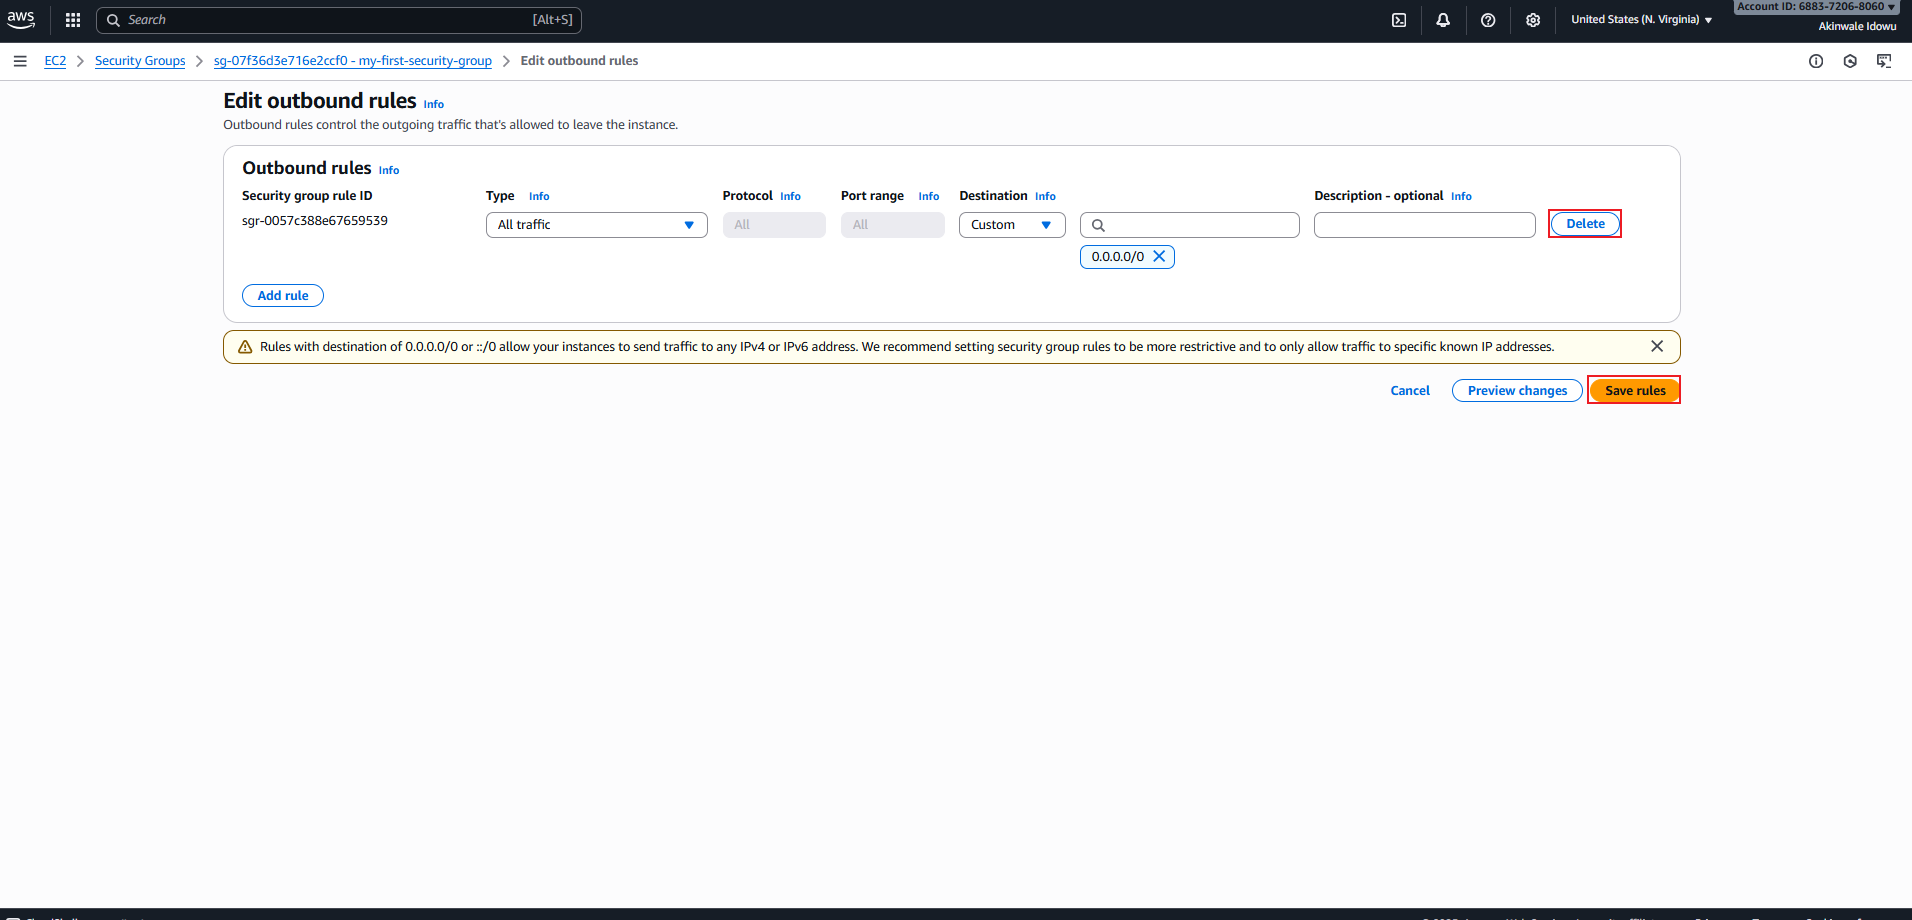 aws
Search [Alt+S]
United States (N. Virginia)
Account ID: 6883-7206-8060
Akinwale Idowu
EC2 Security Groups sg-07f36d3e716e2ccf0 - my-first-security-group Edit outbound rules
Edit outbound rules Info
Outbound rules control the outgoing traffic that's allowed to leave the instance.
Outbound rules Info
Security group rule ID Type Info Protocol Info Port range Info Destination Info Description - optional Info
sgr-0057c388e67659539 All traffic All All Custom Delete
0.0.0.0/0
Add rule
Rules with destination of 0.0.0.0/0 or ::/0 allow your instances to send traffic to any IPv4 or IPv6 address. We recommend setting security group rules to be more restrictive and to only allow traffic to specific known IP addresses.
Cancel Preview changes Save rules